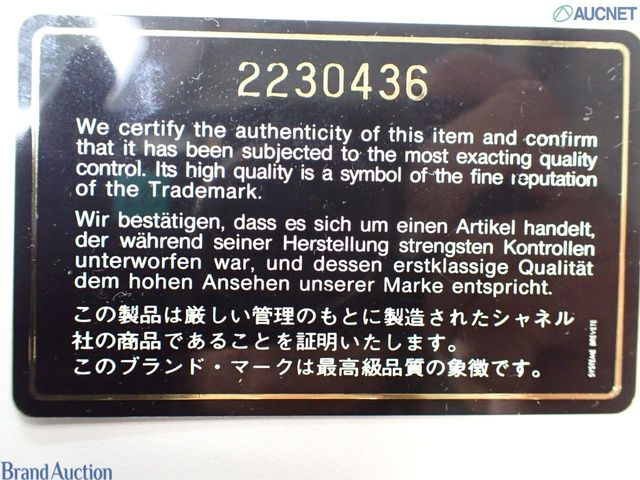 AUCNET
2230436
We certify the authenticity of this item and confirm
that it has been subjected to the most exacting quality
control. Its high quality is a symbol of the fine reputation
of the Trademark.
Wir bestätigen, dass es sich um einen Artikel handelt,
der während seiner Herstellung strengsten Kontrollen
unterworfen war, und dessen erstklassige Qualität
dem hohen Ansehen unserer Marke entspricht.
この製品は厳しい管理のもとに製造されたシャネル
社の商品であることを証明いたします。
このブランド・マークは最高級品質の象徴です。
SYSTEME BREVETE
Brand Auction